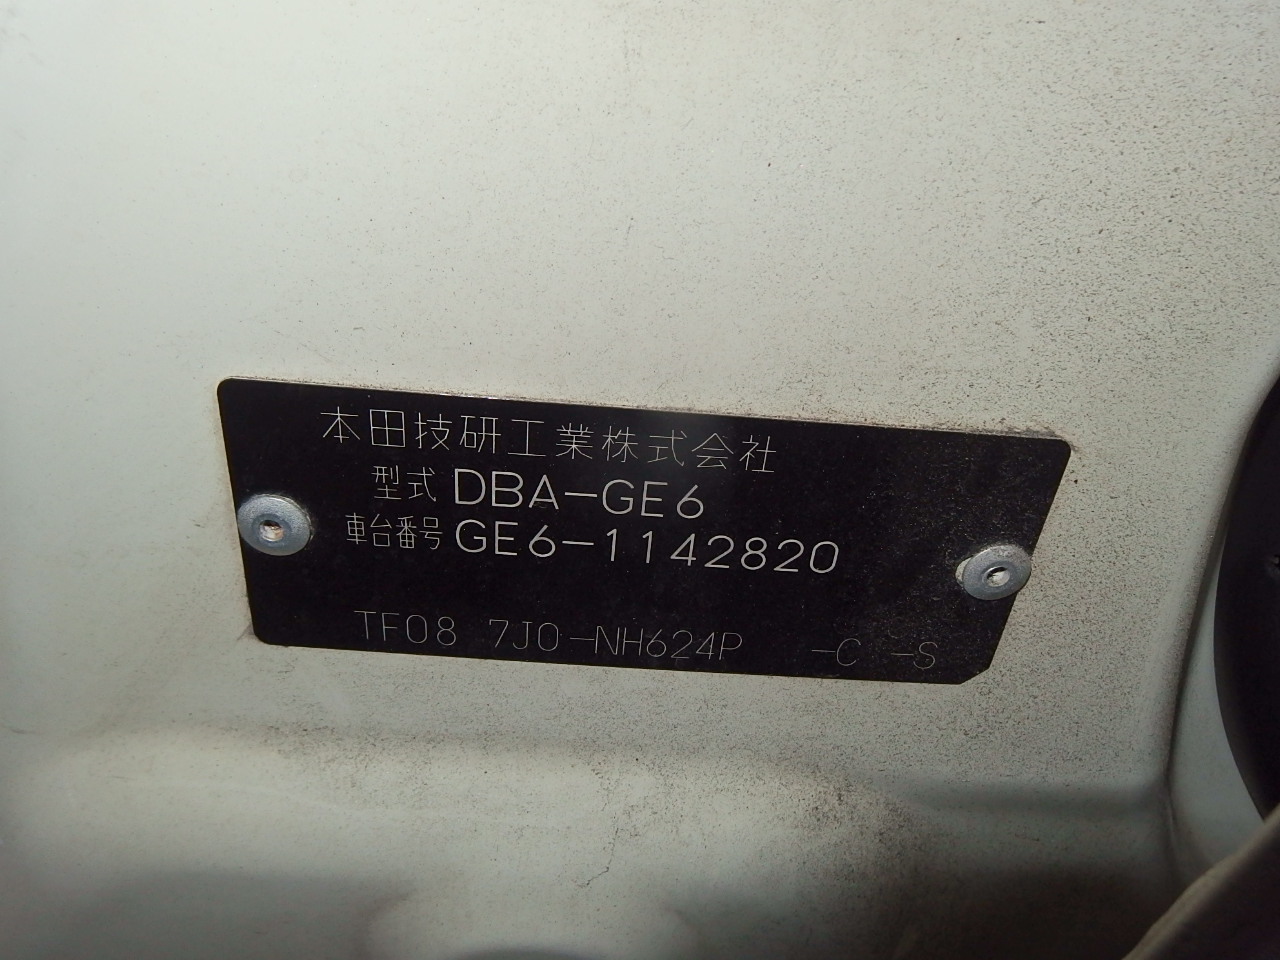 本田技研工業株式会社
型式 DBA-GE6
車台番号 GE6-1142820
TF08 7J0-NH624P -C -S